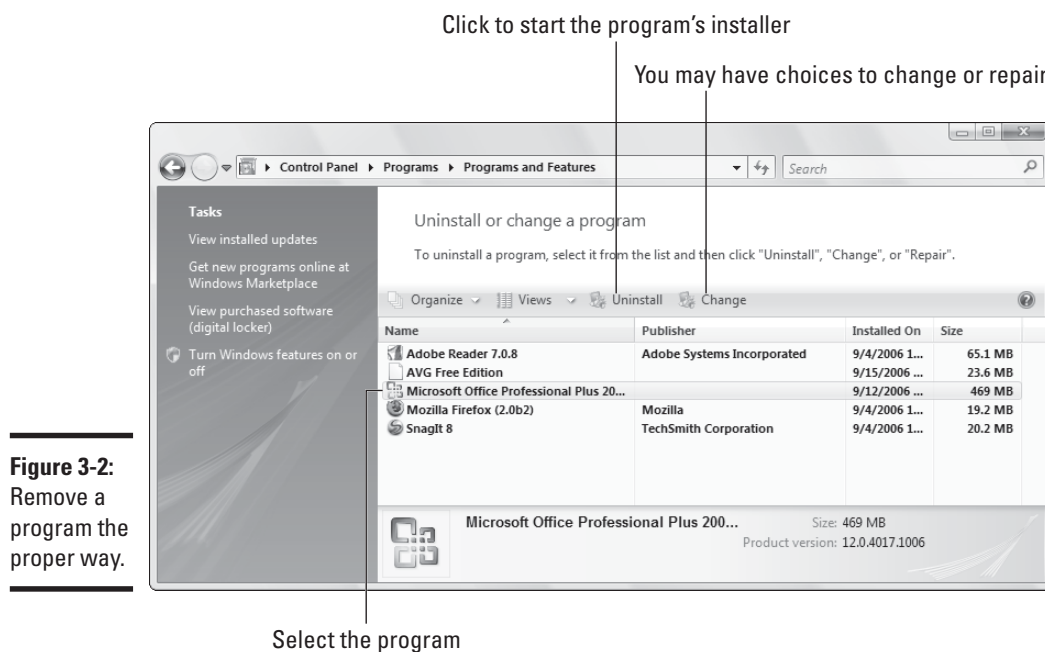 Click to start the program's installer
You may have choices to change or repair
Control Panel Programs Programs and Features
Search
Tasks
View installed updates
Get new programs online at
Windows Marketplace
View purchased software
(digital locker)
Turn Windows features on or
off
Uninstall or change a program
To uninstall a program, select it from the list and then click "Uninstall", "Change", or "Repair".
Organize Views Uninstall Change
Name Publisher Installed On Size
Adobe Reader 7.0.8 Adobe Systems Incorporated 9/4/2006 1... 65.1 MB
AVG Free Edition 9/15/2006 ... 23.6 MB
Microsoft Office Professional Plus 20... 9/12/2006 ... 469 MB
Mozilla Firefox (2.0b2) Mozilla 9/4/2006 1... 19.2 MB
SnagIt 8 TechSmith Corporation 9/4/2006 1... 20.2 MB
Microsoft Office Professional Plus 200... Size: 469 MB
Product version: 12.0.4017.1006
Figure 3-2:
Remove a
program the
proper way.
Select the program